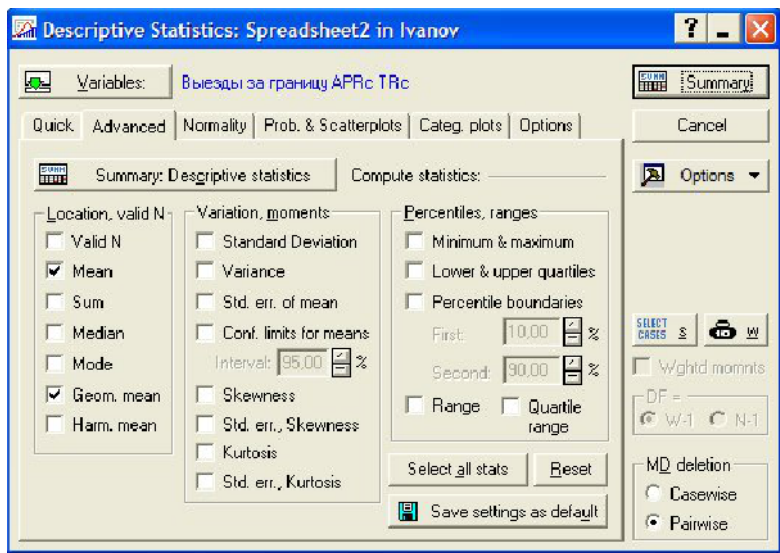 Descriptive Statistics: Spreadsheet2 in Ivanov
?
Variables:
Выезды за границу APRc TRc
Summary
Quick
Advanced
Normality
Prob. & Scatterplots
Categ. plots
Options
Cancel
Summary: Descriptive statistics
Compute statistics:
Options
Location, valid N
Valid N
Mean
Sum
Median
Mode
Geom. mean
Harm. mean
Variation, moments
Standard Deviation
Variance
Std. err. of mean
Conf. limits for means
Interval: 95,00 %
Skewness
Std. err., Skewness
Kurtosis
Std. err., Kurtosis
Percentiles, ranges
Minimum & maximum
Lower & upper quartiles
Percentile boundaries
First: 10,00 %
Second: 90,00 %
Range
Quartile
range
Select all stats
Reset
Save settings as default
SELECT
CASES
S
W
Wghtd momnts
DF =
W-1
N-1
MD deletion
Casewise
Pairwise